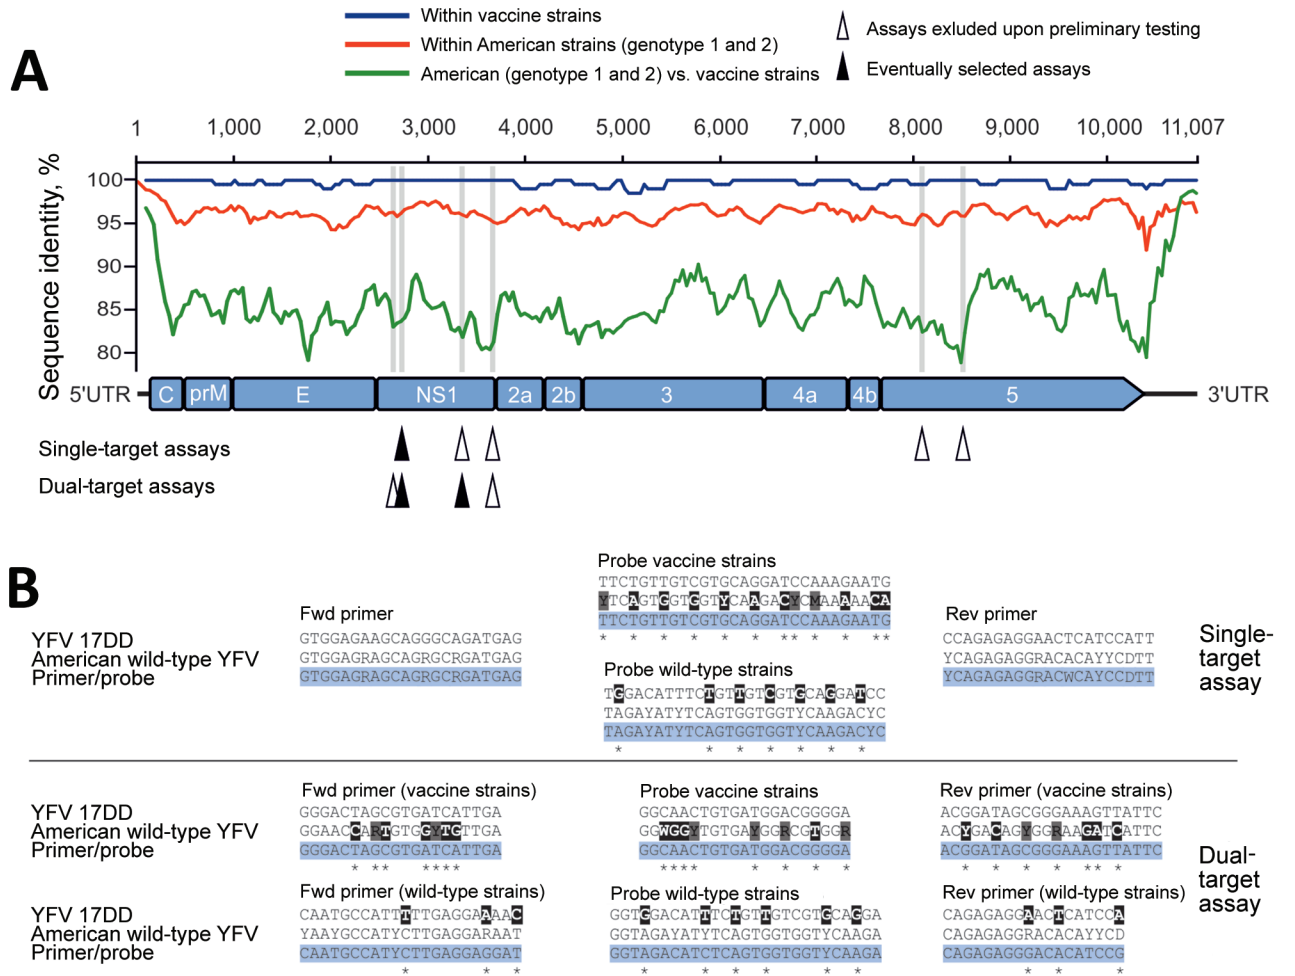 Within vaccine strains
Within American strains (genotype 1 and 2)
American (genotype 1 and 2) vs. vaccine strains
Assays exluded upon preliminary testing
Eventually selected assays
A
1 1,000 2,000 3,000 4,000 5,000 6,000 7,000 8,000 9,000 10,000 11,007
Sequence identity, %
100
95
90
85
80
5'UTR C prM E NS1 2a 2b 3 4a 4b 5 3'UTR
Single-target assays
Dual-target assays
B
Probe vaccine strains
TTCTGTTGTCGTGCAGGATCCAAAGAATG
YTCAGTGGTGGTYCAAGACYCMAAAAACA
TTCTGTTGTCGTGCAGGATCCAAAGAATG
* * * * * * ** * * **
Fwd primer
Rev primer
YFV 17DD GTGGAGAAGCAGGGCAGATGAG CCAGAGAGGAACTCATCCATT
American wild-type YFV GTGGAGRAGCAGRGCRGATGAG YCAGAGAGGRACACAYYCDTT
Primer/probe GTGGAGRAGCAGRGCRGATGAG YCAGAGAGGRACWCAYCCDTT
Single-
target
assay
Probe wild-type strains
TGGACATTTCTGTTGTCGTGCAGGATCC
TAGAYATYTCAGTGGTGGTYCAAGACYC
TAGAYATYTCAGTGGTGGTYCAAGACYC
* * * * * * *
Fwd primer (vaccine strains) Probe vaccine strains Rev primer (vaccine strains)
YFV 17DD GGGACTAGCGTGATCATTGA GGCAACTGTGATGGACGGGGA ACGGATAGCGGGAAAGTTATTC
American wild-type YFV GGAACCARTGTGGYTGTTGA GGWGGYTGTGAYGGRCGTGGR ACYGACAGYGGRAAGATCATTC
Primer/probe GGGACTAGCGTGATCATTGA GGCAACTGTGATGGACGGGGA ACGGATAGCGGGAAAGTTATTC
* ** **** **** * * * * * * * * ** *
Dual-
target
assay
Fwd primer (wild-type strains) Probe wild-type strains Rev primer (wild-type strains)
YFV 17DD CAATGCCATTTTTGAGGAAAAC GGTGGACATTTCTGTTGTCGTGCAGGA CAGAGAGGAACTCATCCA
American wild-type YFV YAAYGCCATYCTTGAGGARAAT GGTAGAYATYTCAGTGGTGGTYCAAGA CAGAGAGGRACACAYYCD
Primer/probe CAATGCCATYCTTGAGGAGGAT GGTAGACATCTCAGTGGTGGTYCAAGA CAGAGAGGGACACATCCG
* * * * * * * * * * * *